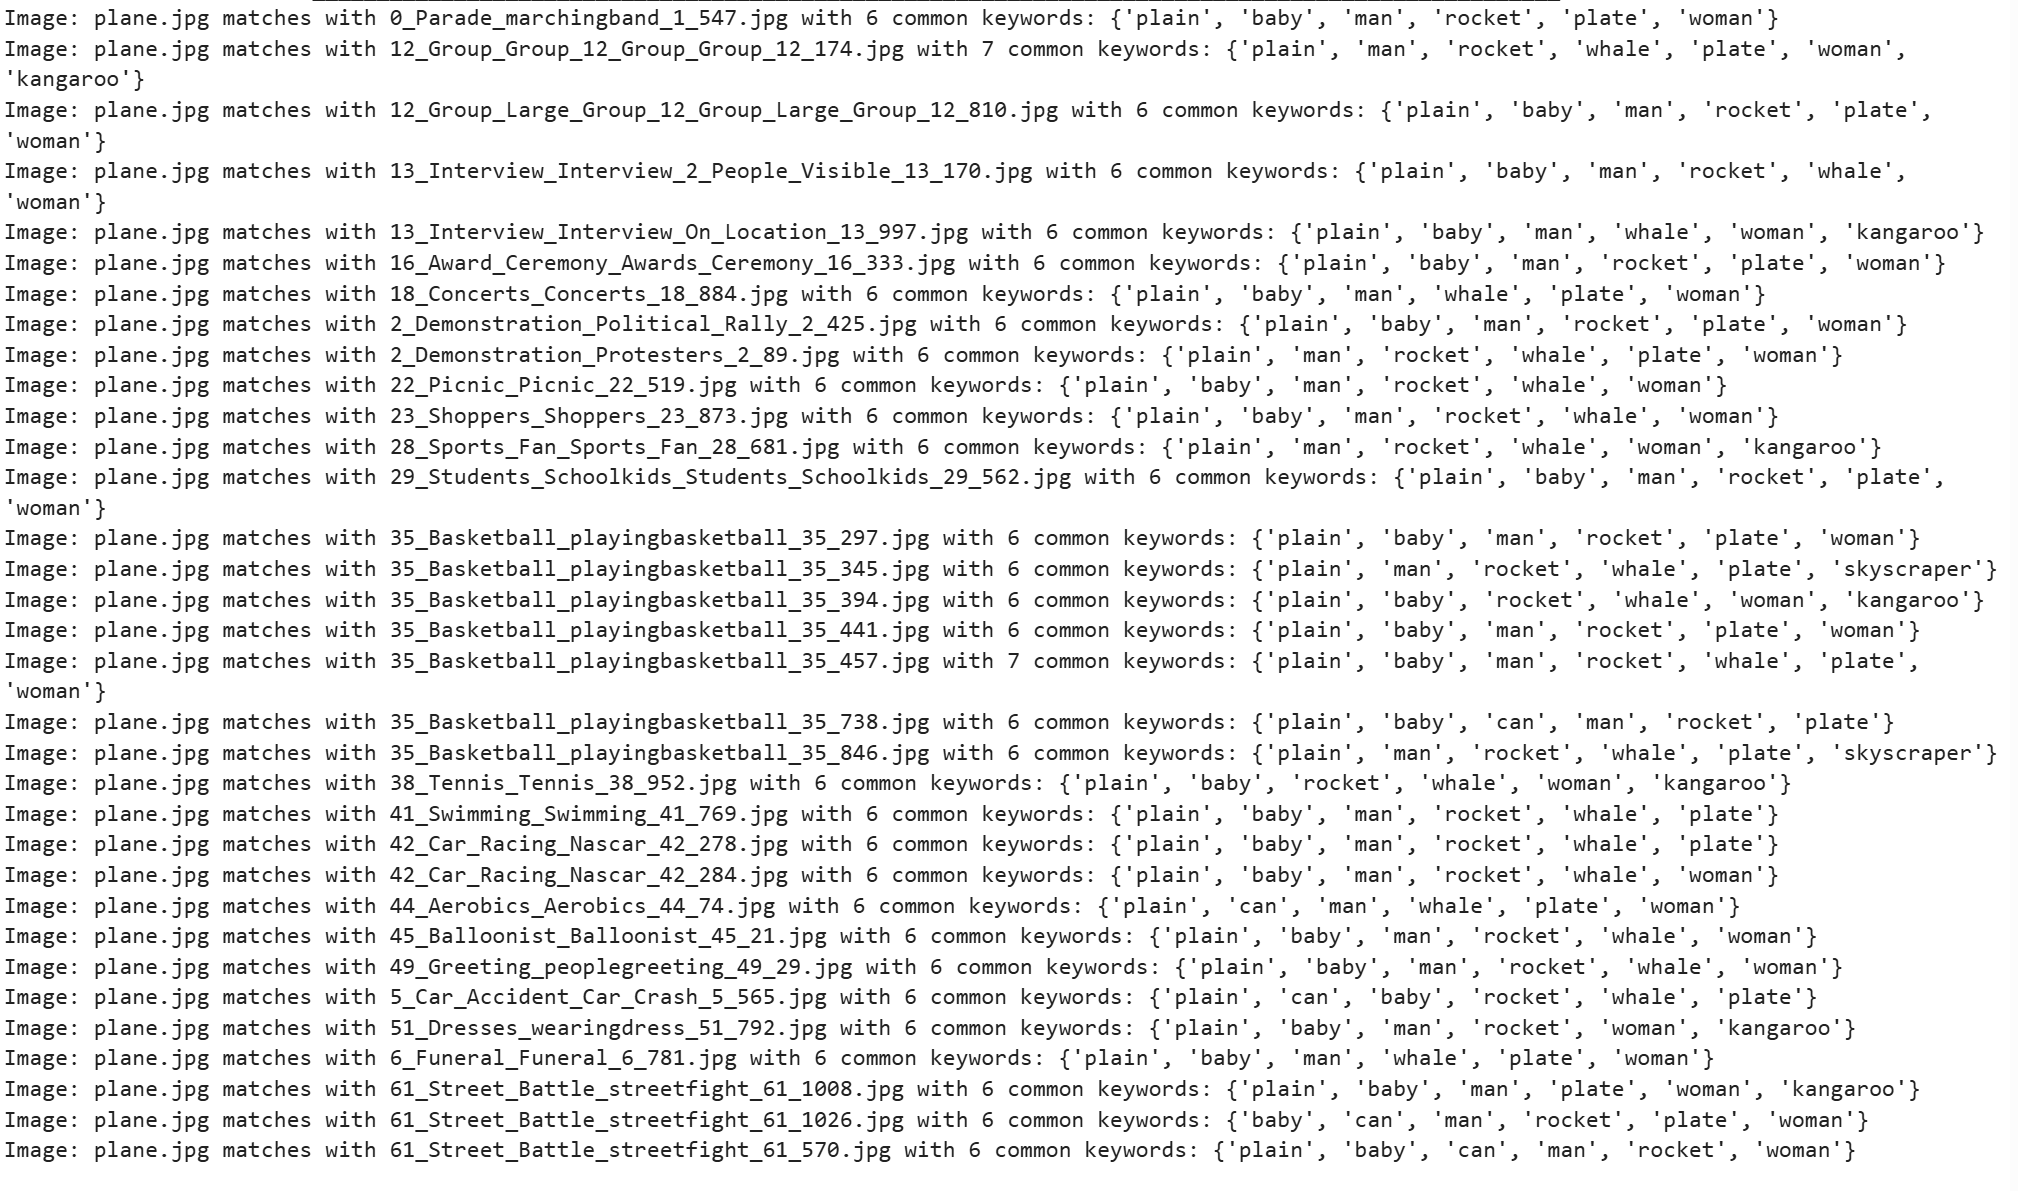 Image: plane.jpg matches with 0_Parade_marchingband_1_547.jpg with 6 common keywords: {'plain', 'baby', 'man', 'rocket', 'plate', 'woman'}
Image: plane.jpg matches with 12_Group_Group_12_Group_Group_12_174.jpg with 7 common keywords: {'plain', 'man', 'rocket', 'whale', 'plate', 'woman',
'kangaroo'}
Image: plane.jpg matches with 12_Group_Large_Group_12_Group_Large_Group_12_810.jpg with 6 common keywords: {'plain', 'baby', 'man', 'rocket', 'plate',
'woman'}
Image: plane.jpg matches with 13_Interview_Interview_2_People_Visible_13_170.jpg with 6 common keywords: {'plain', 'baby', 'man', 'rocket', 'whale',
'woman'}
Image: plane.jpg matches with 13_Interview_Interview_On_Location_13_997.jpg with 6 common keywords: {'plain', 'baby', 'man', 'whale', 'woman', 'kangaroo'}
Image: plane.jpg matches with 16_Award_Ceremony_Awards_Ceremony_16_333.jpg with 6 common keywords: {'plain', 'baby', 'man', 'rocket', 'plate', 'woman'}
Image: plane.jpg matches with 18_Concerts_Concerts_18_884.jpg with 6 common keywords: {'plain', 'baby', 'man', 'whale', 'plate', 'woman'}
Image: plane.jpg matches with 2_Demonstration_Political_Rally_2_425.jpg with 6 common keywords: {'plain', 'baby', 'man', 'rocket', 'plate', 'woman'}
Image: plane.jpg matches with 2_Demonstration_Protesters_2_89.jpg with 6 common keywords: {'plain', 'man', 'rocket', 'whale', 'plate', 'woman'}
Image: plane.jpg matches with 22_Picnic_Picnic_22_519.jpg with 6 common keywords: {'plain', 'baby', 'man', 'rocket', 'whale', 'woman'}
Image: plane.jpg matches with 23_Shoppers_Shoppers_23_873.jpg with 6 common keywords: {'plain', 'baby', 'man', 'rocket', 'whale', 'woman'}
Image: plane.jpg matches with 28_Sports_Fan_Sports_Fan_28_681.jpg with 6 common keywords: {'plain', 'man', 'rocket', 'whale', 'woman', 'kangaroo'}
Image: plane.jpg matches with 29_Students_Schoolkids_Students_Schoolkids_29_562.jpg with 6 common keywords: {'plain', 'baby', 'man', 'rocket', 'plate',
'woman'}
Image: plane.jpg matches with 35_Basketball_playingbasketball_35_297.jpg with 6 common keywords: {'plain', 'baby', 'man', 'rocket', 'plate', 'woman'}
Image: plane.jpg matches with 35_Basketball_playingbasketball_35_345.jpg with 6 common keywords: {'plain', 'man', 'rocket', 'whale', 'plate', 'skyscraper'}
Image: plane.jpg matches with 35_Basketball_playingbasketball_35_394.jpg with 6 common keywords: {'plain', 'baby', 'rocket', 'whale', 'woman', 'kangaroo'}
Image: plane.jpg matches with 35_Basketball_playingbasketball_35_441.jpg with 6 common keywords: {'plain', 'baby', 'man', 'rocket', 'plate', 'woman'}
Image: plane.jpg matches with 35_Basketball_playingbasketball_35_457.jpg with 7 common keywords: {'plain', 'baby', 'man', 'rocket', 'whale', 'plate',
'woman'}
Image: plane.jpg matches with 35_Basketball_playingbasketball_35_738.jpg with 6 common keywords: {'plain', 'baby', 'can', 'man', 'rocket', 'plate'}
Image: plane.jpg matches with 35_Basketball_playingbasketball_35_846.jpg with 6 common keywords: {'plain', 'man', 'rocket', 'whale', 'plate', 'skyscraper'}
Image: plane.jpg matches with 38_Tennis_Tennis_38_952.jpg with 6 common keywords: {'plain', 'baby', 'rocket', 'whale', 'woman', 'kangaroo'}
Image: plane.jpg matches with 41_Swimming_Swimming_41_769.jpg with 6 common keywords: {'plain', 'baby', 'man', 'rocket', 'whale', 'plate'}
Image: plane.jpg matches with 42_Car_Racing_Nascar_42_278.jpg with 6 common keywords: {'plain', 'baby', 'man', 'rocket', 'whale', 'plate'}
Image: plane.jpg matches with 42_Car_Racing_Nascar_42_284.jpg with 6 common keywords: {'plain', 'baby', 'man', 'rocket', 'whale', 'woman'}
Image: plane.jpg matches with 44_Aerobics_Aerobics_44_74.jpg with 6 common keywords: {'plain', 'can', 'man', 'whale', 'plate', 'woman'}
Image: plane.jpg matches with 45_Balloonist_Balloonist_45_21.jpg with 6 common keywords: {'plain', 'baby', 'man', 'rocket', 'whale', 'woman'}
Image: plane.jpg matches with 49_Greeting_peoplegreeting_49_29.jpg with 6 common keywords: {'plain', 'baby', 'man', 'rocket', 'whale', 'woman'}
Image: plane.jpg matches with 5_Car_Accident_Car_Crash_5_565.jpg with 6 common keywords: {'plain', 'can', 'baby', 'rocket', 'whale', 'plate'}
Image: plane.jpg matches with 51_Dresses_wearingdress_51_792.jpg with 6 common keywords: {'plain', 'baby', 'man', 'rocket', 'woman', 'kangaroo'}
Image: plane.jpg matches with 6_Funeral_Funeral_6_781.jpg with 6 common keywords: {'plain', 'baby', 'man', 'whale', 'plate', 'woman'}
Image: plane.jpg matches with 61_Street_Battle_streetfight_61_1008.jpg with 6 common keywords: {'plain', 'baby', 'man', 'plate', 'woman', 'kangaroo'}
Image: plane.jpg matches with 61_Street_Battle_streetfight_61_1026.jpg with 6 common keywords: {'baby', 'can', 'man', 'rocket', 'plate', 'woman'}
Image: plane.jpg matches with 61_Street_Battle_streetfight_61_570.jpg with 6 common keywords: {'plain', 'baby', 'can', 'man', 'rocket', 'woman'}